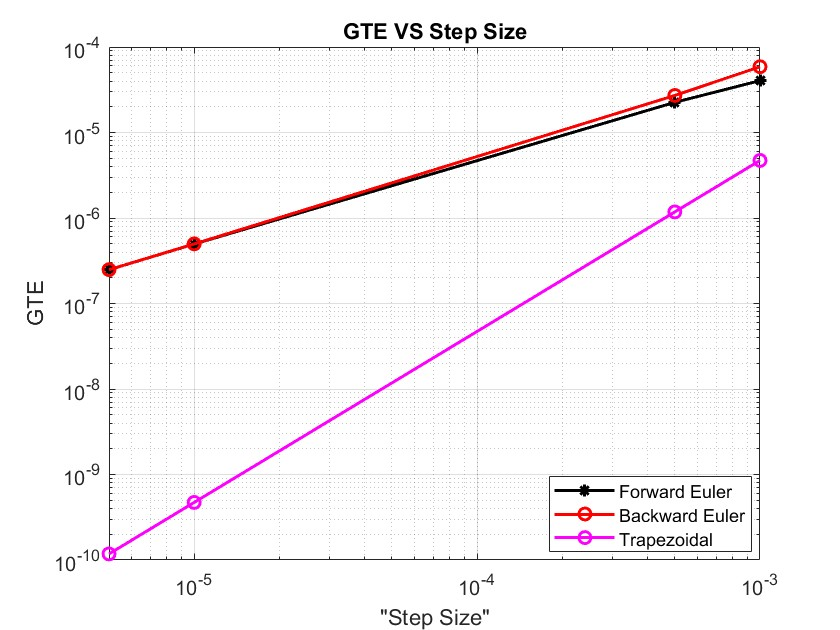 GTE VS Step Size
10-4
10-5
10-6
10-7
10-8
10-9
10-10
GTE
10-5
10-4
10-3
"Step Size"
Forward Euler
Backward Euler
Trapezoidal